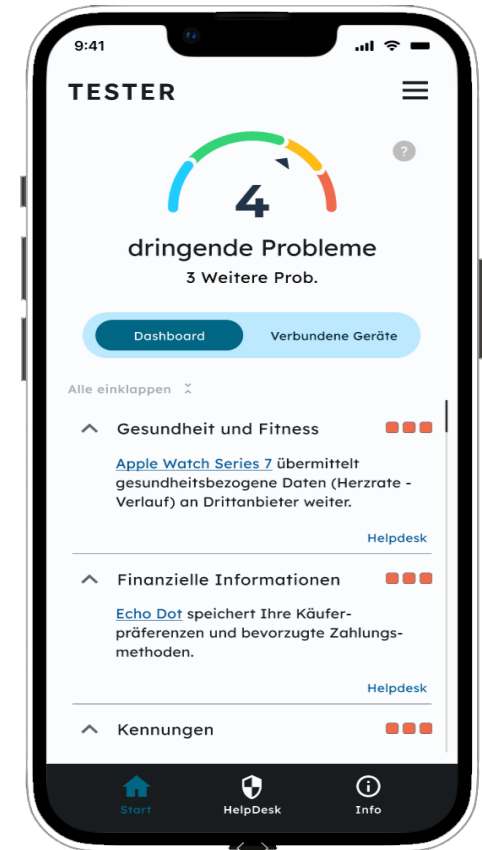 9:41
TESTER
?
4
dringende Probleme
3 Weitere Prob.
Dashboard
Verbundene Geräte
Alle einklappen
Gesundheit und Fitness
Apple Watch Series 7 übermittelt
gesundheitsbezogene Daten (Herzrate -
Verlauf) an Drittanbieter weiter.
Helpdesk
Finanzielle Informationen
Echo Dot speichert Ihre Käufer-
präferenzen und bevorzugte Zahlungs-
methoden.
Helpdesk
Kennungen
Start
HelpDesk
Info